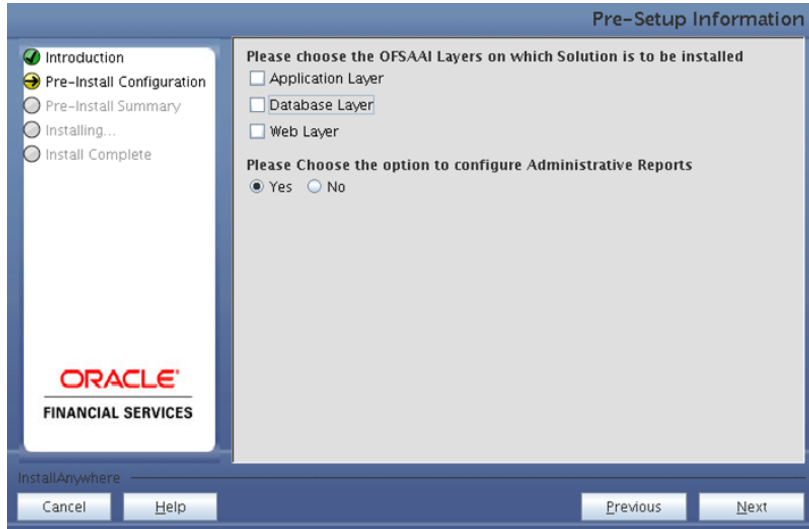 Pre-Setup Information
Introduction
Pre-Install Configuration
Pre-Install Summary
Installing...
Install Complete
ORACLE
FINANCIAL SERVICES
Please choose the OFSAAI Layers on which Solution is to be installed
Application Layer
Database Layer
Web Layer
Please Choose the option to configure Administrative Reports
Yes No
InstallAnywhere
Cancel Help Previous Next